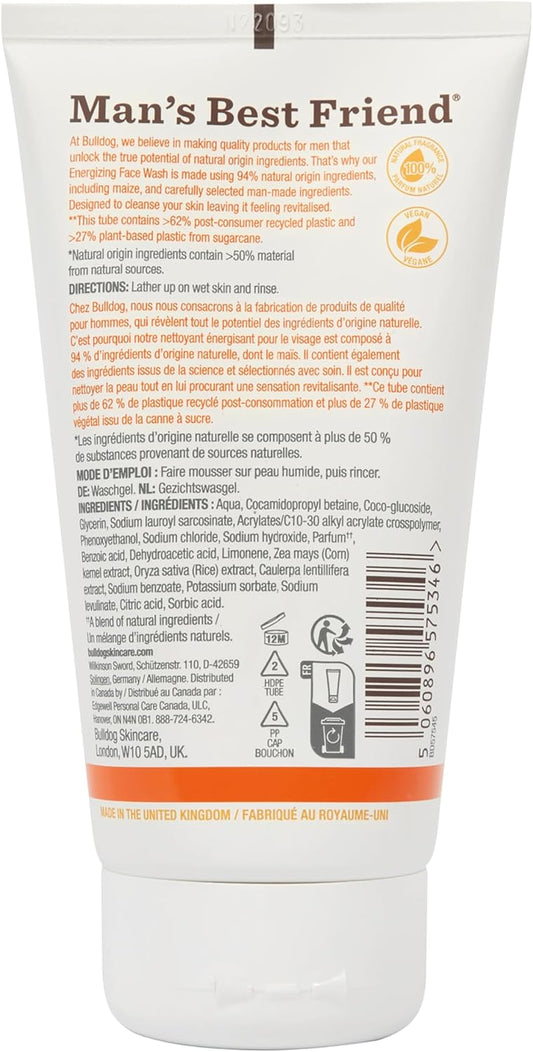 N22093
Man's Best Friend®
At Bulldog, we believe in making quality products for men that
unlock the true potential of natural origin ingredients. That's why our
Energizing Face Wash is made using 94% natural origin ingredients,
including maize, and carefully selected man-made ingredients.
Designed to cleanse your skin leaving it feeling revitalised.
**This tube contains >62% post-consumer recycled plastic and
>27% plant-based plastic from sugarcane.
*Natural origin ingredients contain >50% material
from natural sources.
DIRECTIONS: Lather up on wet skin and rinse.
NATURAL FRAGRANCE
100%
PARFUM NATUREL
VEGAN
VÉGANE
Chez Bulldog, nous nous consacrons à la fabrication de produits de qualité
pour hommes, qui révèlent tout le potentiel des ingrédients d'origine naturelle.
C'est pourquoi notre nettoyant énergisant pour le visage est composé à
94 % d'ingrédients d'origine naturelle, dont le maïs. Il contient également
des ingrédients issus de la science et sélectionnés avec soin. Il est conçu pour
nettoyer la peau tout en lui procurant une sensation revitalisante. **Ce tube contient
plus de 62 % de plastique recyclé post-consommation et plus de 27 % de plastique
végétal issu de la canne à sucre.
*Les ingrédients d'origine naturelle se composent à plus de 50 %
de substances provenant de sources naturelles.
MODE D'EMPLOI : Faire mousser sur peau humide, puis rincer.
DE: Waschgel. NL: Gezichtswasgel.
INGREDIENTS / INGRÉDIENTS : Aqua, Cocamidopropyl betaine, Coco-glucoside,
Glycerin, Sodium lauroyl sarcosinate, Acrylates/C10-30 alkyl acrylate crosspolymer,
Phenoxyethanol, Sodium chloride, Sodium hydroxide, Parfum††,
Benzoic acid, Dehydroacetic acid, Limonene, Zea mays (Corn)
kernel extract, Oryza sativa (Rice) extract, Caulerpa lentillifera
extract, Sodium benzoate, Potassium sorbate, Sodium
levulinate, Citric acid, Sorbic acid.
††A blend of natural ingredients /
Un mélange d'ingrédients naturels.
bulldogskincare.com
Wilkinson Sword, Schützenstr. 110, D-42659
Solingen, Germany / Allemagne. Distributed
in Canada by / Distribué au Canada par :
Edgewell Personal Care Canada, ULC,
Hanover, ON N4N 0B1. 888-724-6342.
Bulldog Skincare,
London, W10 5AD, UK.
12M
2
HDPE
TUBE
5
PP
CAP
BOUCHON
FR
5 060896 575346 >
BD57546
MADE IN THE UNITED KINGDOM / FABRIQUÉ AU ROYAUME-UNI